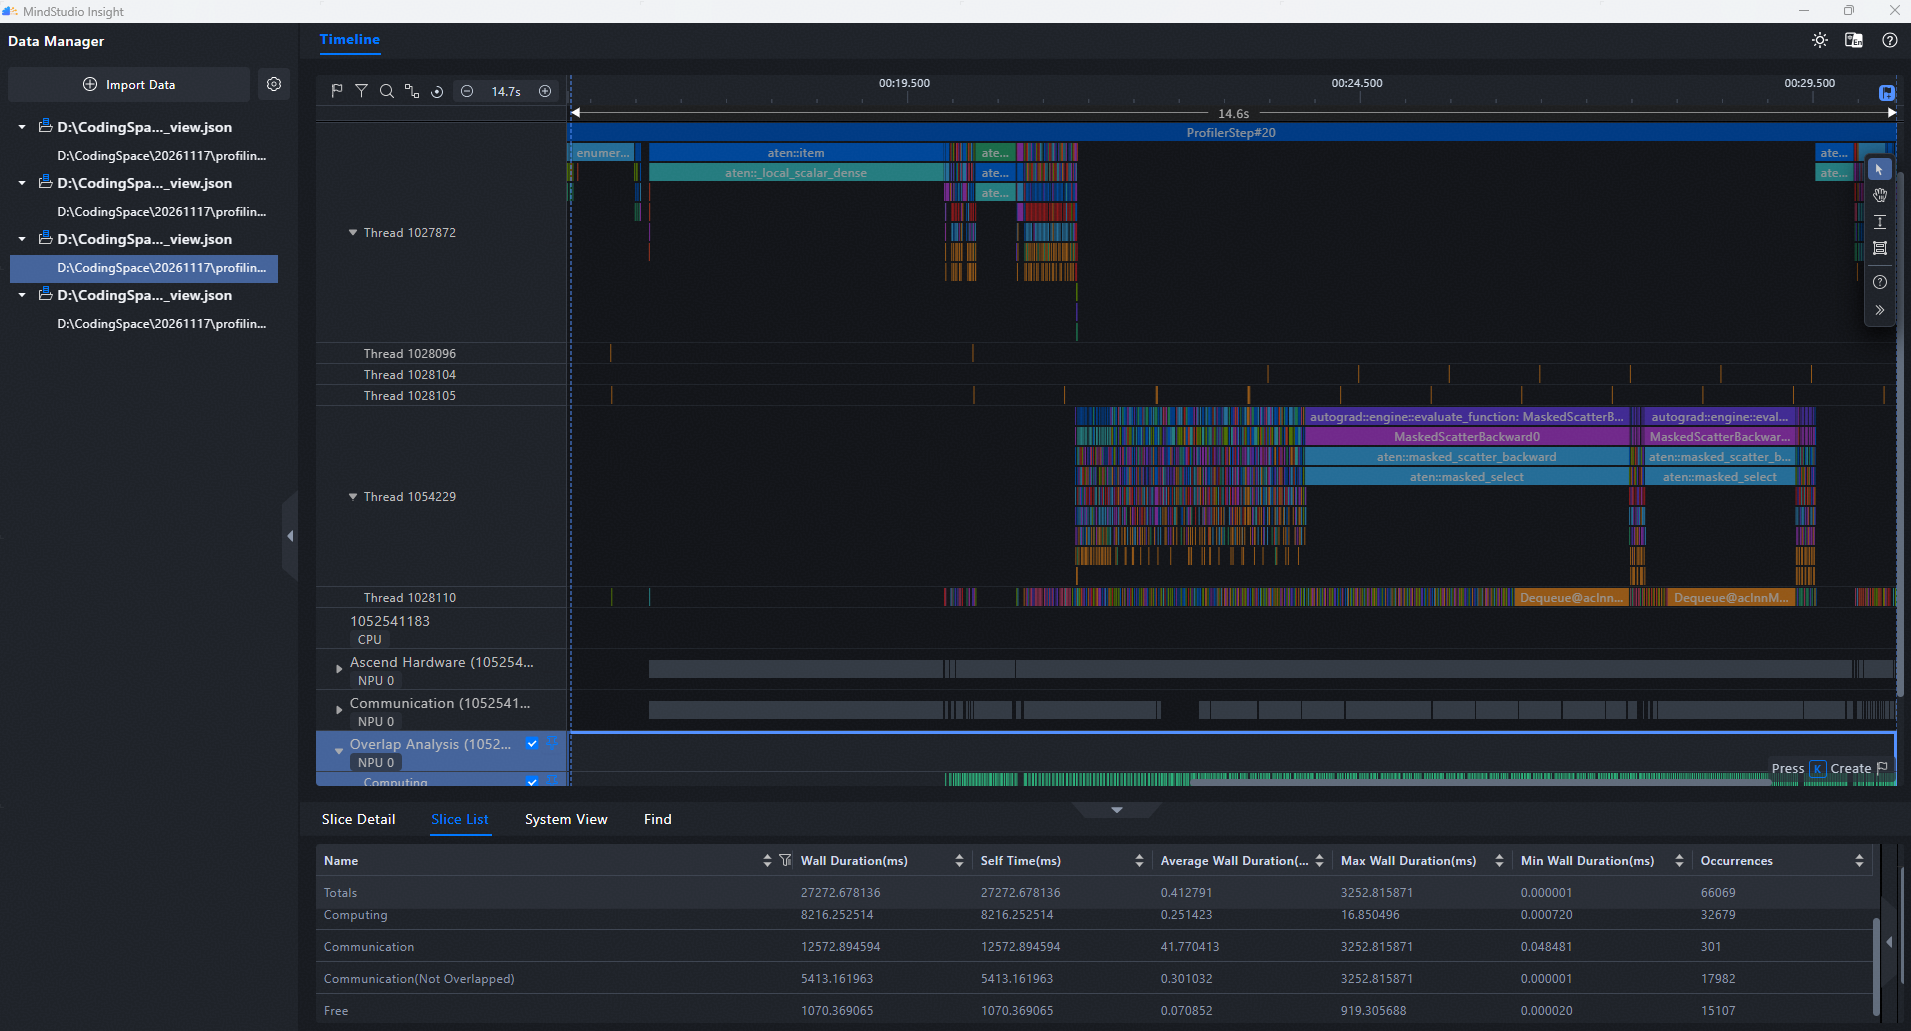 MindStudio Insight
Data Manager
Import Data
D:\CodingSpa..._view.json
D:\CodingSpace\20261117\profilin...
D:\CodingSpa..._view.json
D:\CodingSpace\20261117\profilin...
D:\CodingSpa..._view.json
D:\CodingSpace\20261117\profilin...
D:\CodingSpa..._view.json
D:\CodingSpace\20261117\profilin...
Timeline
En
14.7s
00:19.500 00:24.500 00:29.500
14.6s
ProfilerStep#20
enumer... aten::item ate... ate...
aten::_local_scalar_dense ate... ate...
ate...
Thread 1027872
Thread 1028096
Thread 1028104
Thread 1028105
autograd::engine::evaluate_function: MaskedScatterB... autograd::engine::eval...
MaskedScatterBackward0 MaskedScatterBackwar...
aten::masked_scatter_backward aten::masked_scatter_b...
aten::masked_select aten::masked_select
Thread 1054229
Thread 1028110 Dequeue@aclnn... Dequeue@aclnnM...
1052541183
CPU
Ascend Hardware (105254...
NPU 0
Communication (1052541...
NPU 0
Overlap Analysis (1052...
NPU 0
Press K Create
Computing
Slice Detail Slice List System View Find
Name Wall Duration(ms) Self Time(ms) Average Wall Duration(... Max Wall Duration(ms) Min Wall Duration(ms) Occurrences
Totals 27272.678136 27272.678136 0.412791 3252.815871 0.000001 66069
Computing 8216.252514 8216.252514 0.251423 16.850496 0.000720 32679
Communication 12572.894594 12572.894594 41.770413 3252.815871 0.048481 301
Communication(Not Overlapped) 5413.161963 5413.161963 0.301032 3252.815871 0.000001 17982
Free 1070.369065 1070.369065 0.070852 919.305688 0.000020 15107